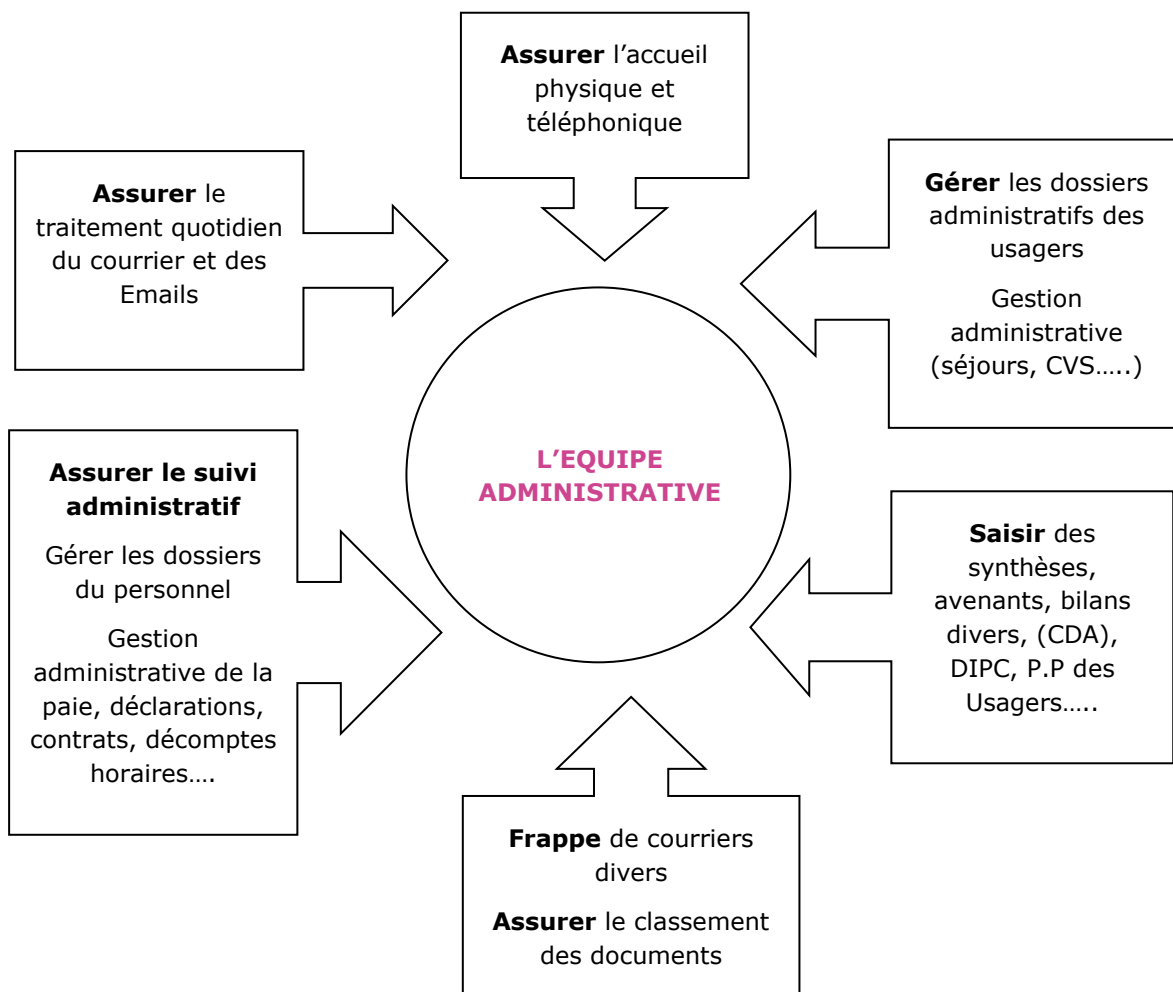 Assurer l’accueil
physique et
téléphonique
Assurer le
traitement quotidien
du courrier et des
Emails
Gérer les dossiers
administratifs des
usagers
Gestion
administrative
(séjours, CVS…..)
L’EQUIPE
ADMINISTRATIVE
Assurer le suivi
administratif
Gérer les dossiers
du personnel
Gestion
administrative de la
paie, déclarations,
contrats, décomptes
horaires….
Saisir des
synthèses,
avenants, bilans
divers, (CDA),
DIPC, P.P des
Usagers…..
Frappe de courriers
divers
Assurer le classement
des documents